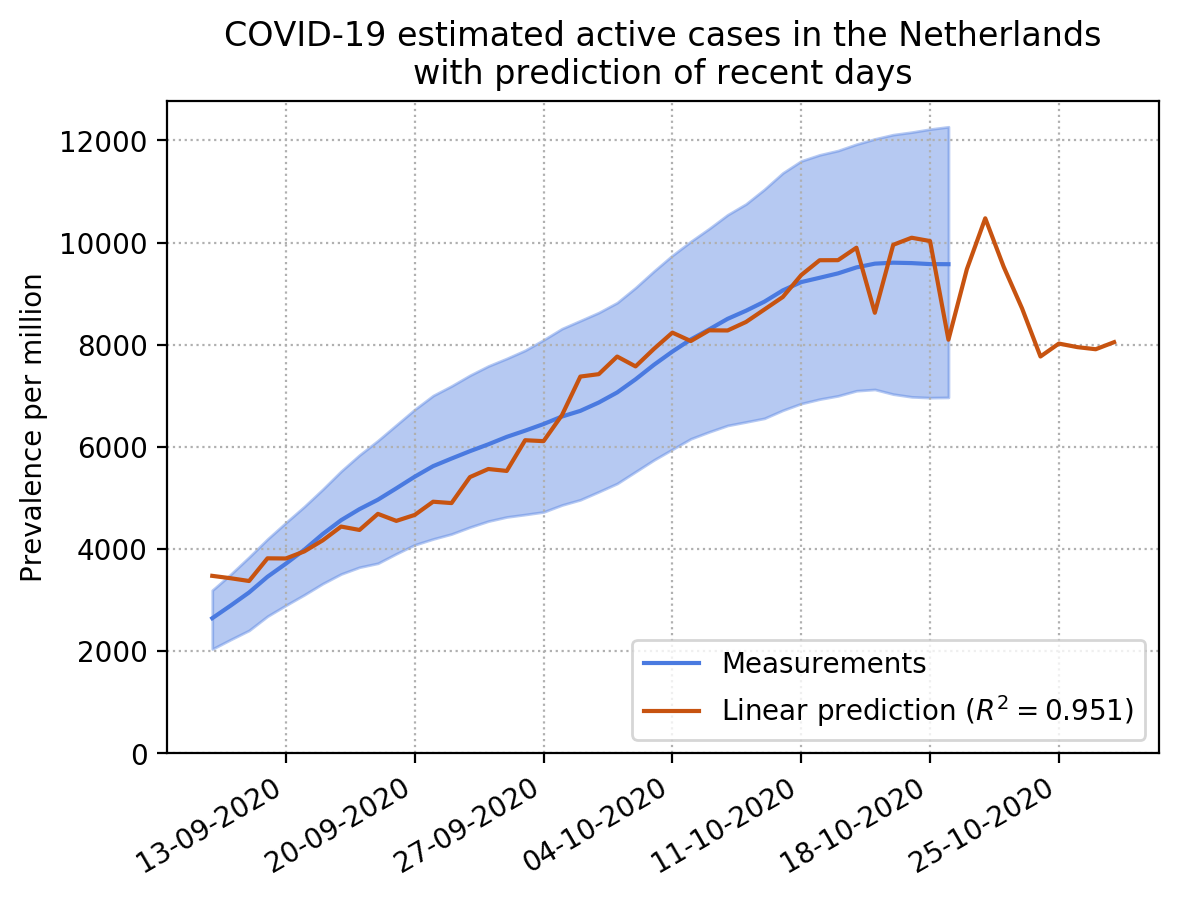 COVID-19 estimated active cases in the Netherlands
with prediction of recent days
Prevalence per million
12000
10000
8000
6000
4000
2000
0
Measurements
Linear prediction (R² = 0.951)
13-09-2020
20-09-2020
27-09-2020
04-10-2020
11-10-2020
18-10-2020
25-10-2020